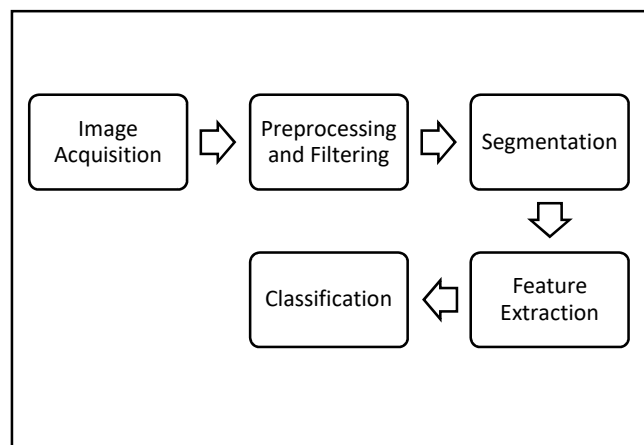 Image
Acquisition
Preprocessing
and Filtering
Segmentation
Feature
Extraction
Classification